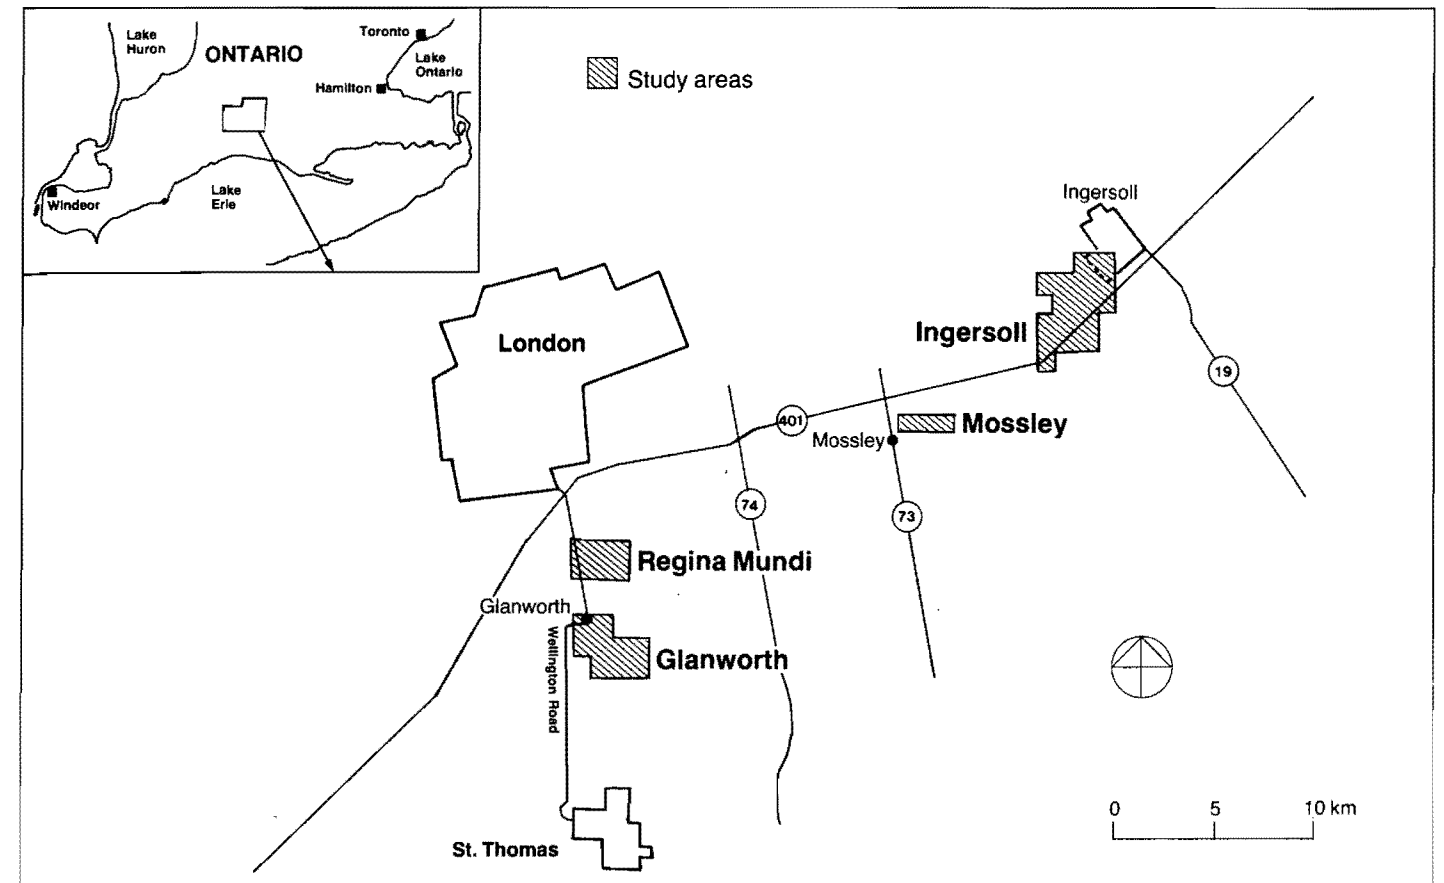 Lake
Huron
ONTARIO
Toronto
Lake
Ontario
Hamilton
Windeor
Lake
Erie
Study areas
Ingersoll
London
Ingersoll
19
401
Mossley
Mossley
74
73
Regina Mundi
Glanworth
Wellington Road
Glanworth
0 5 10 km
St. Thomas